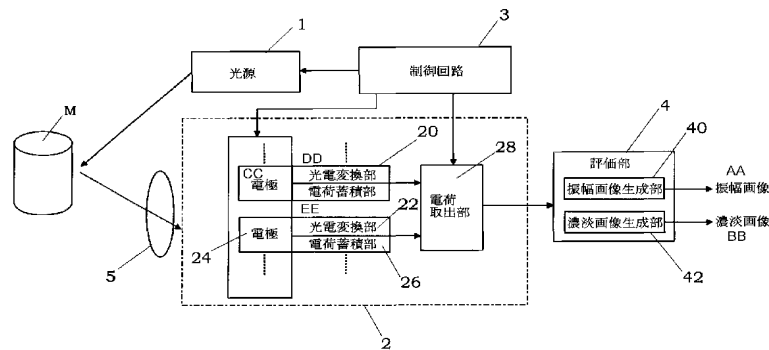 1
3
光源
制御回路
M
4
40
20
28
評価部
DD
CC
電極
光電変換部
電荷蓄積部
電荷
取出部
振幅画像生成部
AA
振幅画像
EE
22
電極
光電変換部
電荷蓄積部
濃淡画像生成部
濃淡画像
BB
24
26
42
5
2